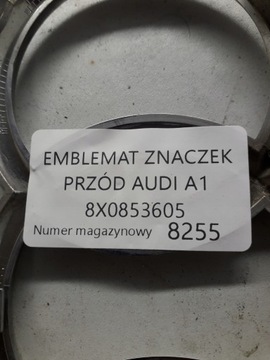 EMBLEMAT ZNACZEK
PRZÓD AUDI A1
8X0853605
Numer magazynowy 8255